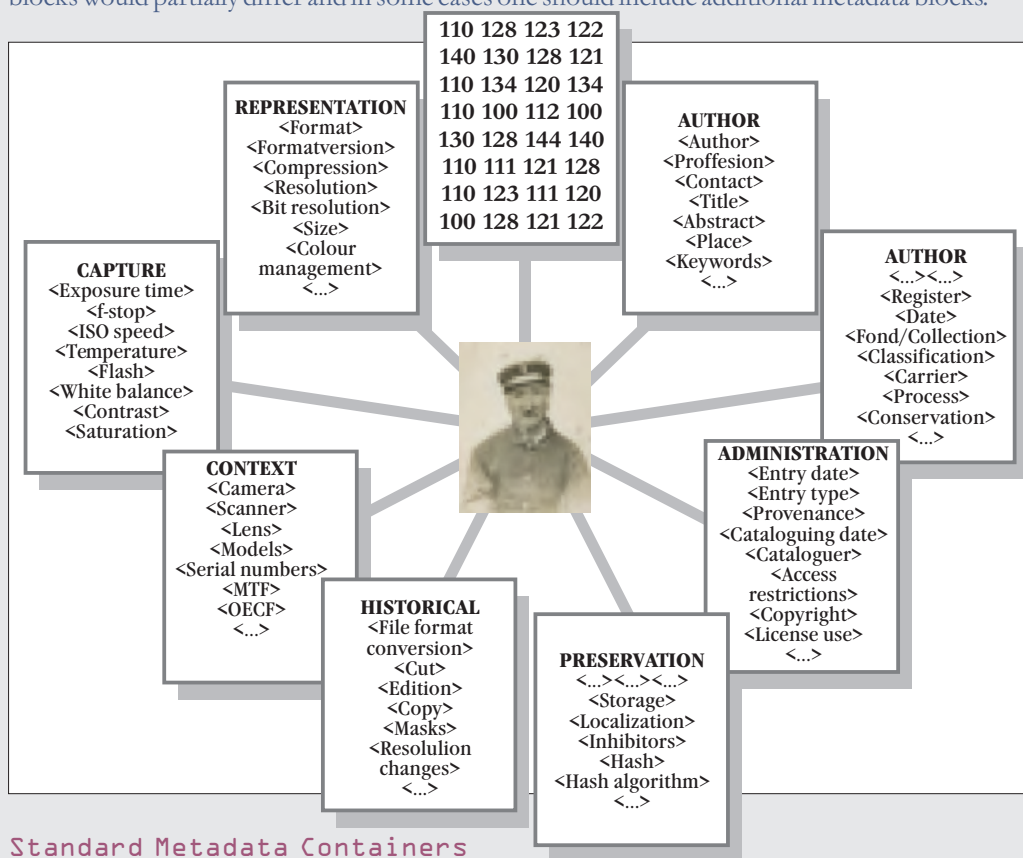 blocks would partially differ and in some cases one should include additional metadata blocks.
110 128 123 122
140 130 128 121
110 134 120 134
110 100 112 100
130 128 144 140
110 111 121 128
110 123 111 120
100 128 121 122
REPRESENTATION
<Format>
<Formatversion>
<Compression>
<Resolution>
<Bit resolution>
<Size>
<Colour
management>
<...>
AUTHOR
<Author>
<Proffesion>
<Contact>
<Title>
<Abstract>
<Place>
<Keywords>
<...>
CAPTURE
<Exposure time>
<f-stop>
<ISO speed>
<Temperature>
<Flash>
<White balance>
<Contrast>
<Saturation>
AUTHOR
<...><...>
<Register>
<Date>
<Fond/Collection>
<Classification>
<Carrier>
<Process>
<Conservation>
<...>
CONTEXT
<Camera>
<Scanner>
<Lens>
<Models>
<Serial numbers>
<MTF>
<OECF>
<...>
ADMINISTRATION
<Entry date>
<Entry type>
<Provenance>
<Cataloguing date>
<Cataloguer>
<Access
restrictions>
<Copyright>
<License use>
<...>
HISTORICAL
<File format
conversion>
<Cut>
<Edition>
<Copy>
<Masks>
<Resolulion
changes>
<...>
PRESERVATION
<...><...><...>
<Storage>
<Localization>
<Inhibitors>
<Hash>
<Hash algorithm>
<...>
Standard Metadata Containers